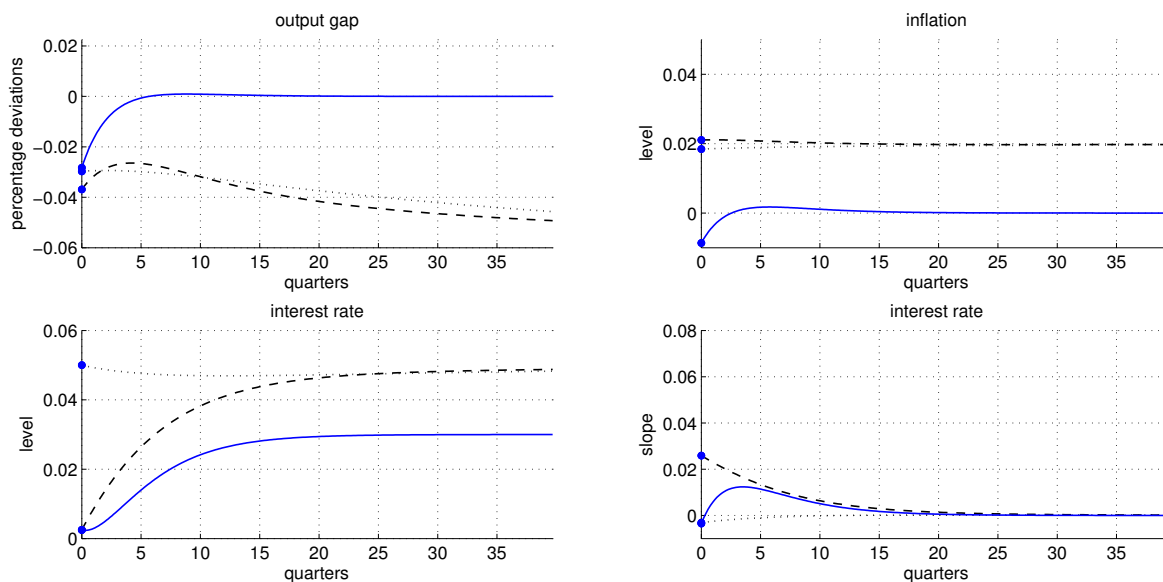 output gap
percentage deviations
0.02
0
−0.02
−0.04
−0.06
0 5 10 15 20 25 30 35
quarters
inflation
level
0.04
0.02
0
0 5 10 15 20 25 30 35
quarters
interest rate
level
0.06
0.04
0.02
0
0 5 10 15 20 25 30 35
quarters
interest rate
slope
0.08
0.06
0.04
0.02
0
0 5 10 15 20 25 30 35
quarters